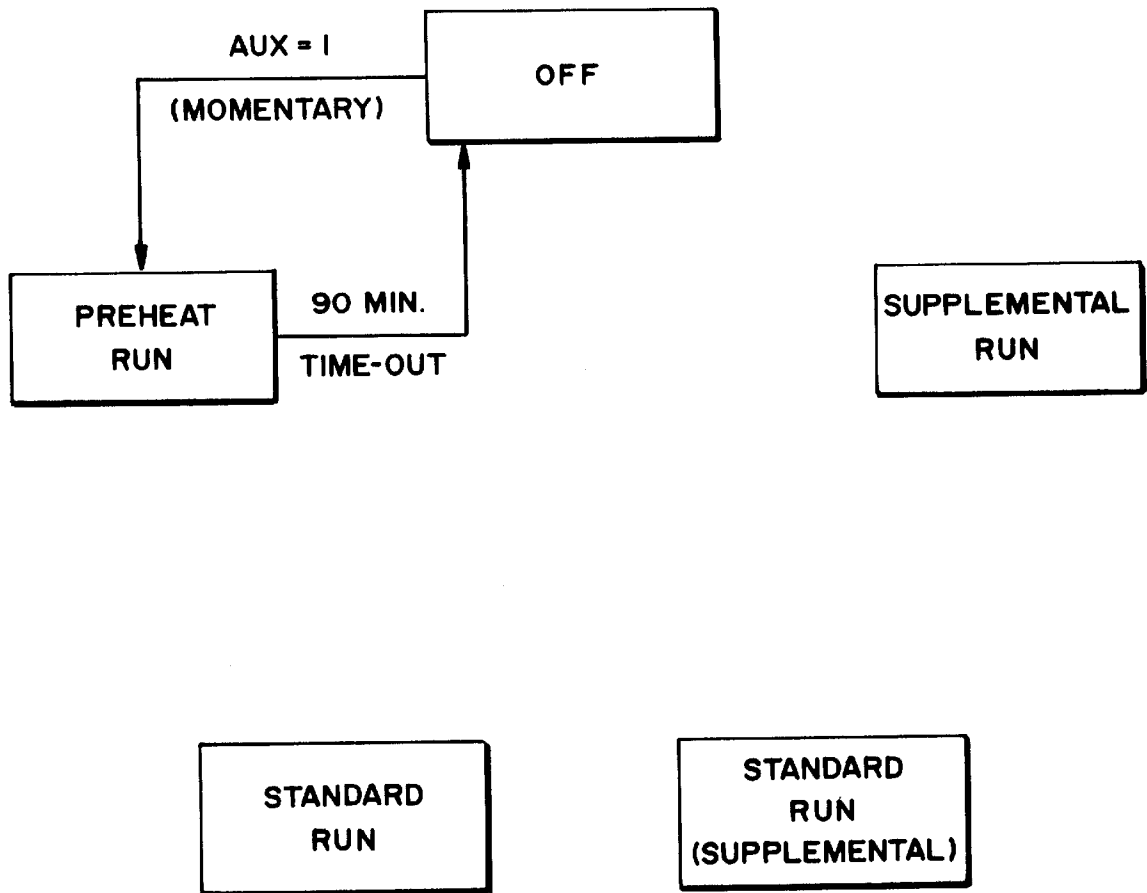 AUX = 1
(MOMENTARY)
OFF
PREHEAT
RUN
90 MIN.
TIME-OUT
SUPPLEMENTAL
RUN
STANDARD
RUN
STANDARD
RUN
(SUPPLEMENTAL)